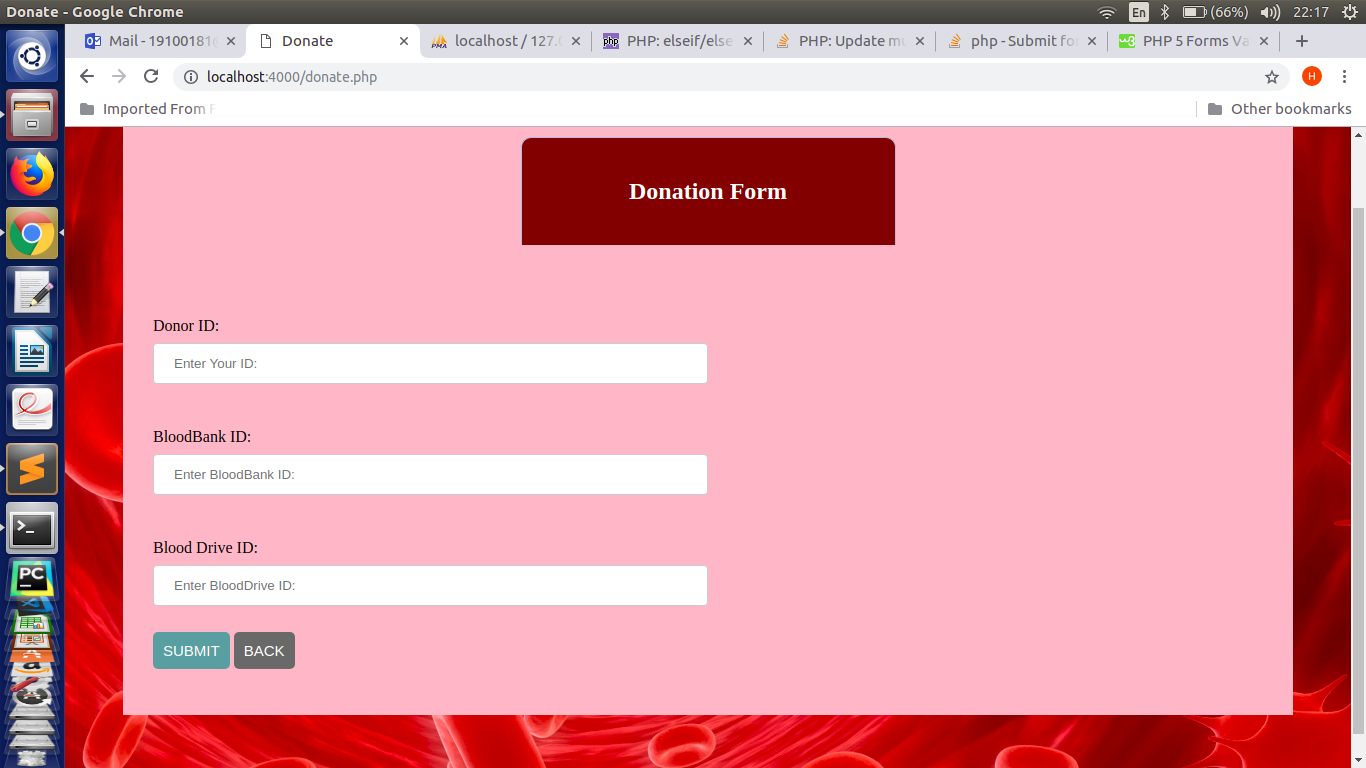 Donate - Google Chrome
En
(66%)
22:17
Mail - 19100181
Donate
localhost / 127.
PHP: elseif/else
PHP: Update mu
php - Submit fo
PHP 5 Forms Va
localhost:4000/donate.php
H
Imported From F
Other bookmarks
Donation Form
Donor ID:
Enter Your ID:
BloodBank ID:
Enter BloodBank ID:
Blood Drive ID:
Enter BloodDrive ID:
SUBMIT BACK
PC